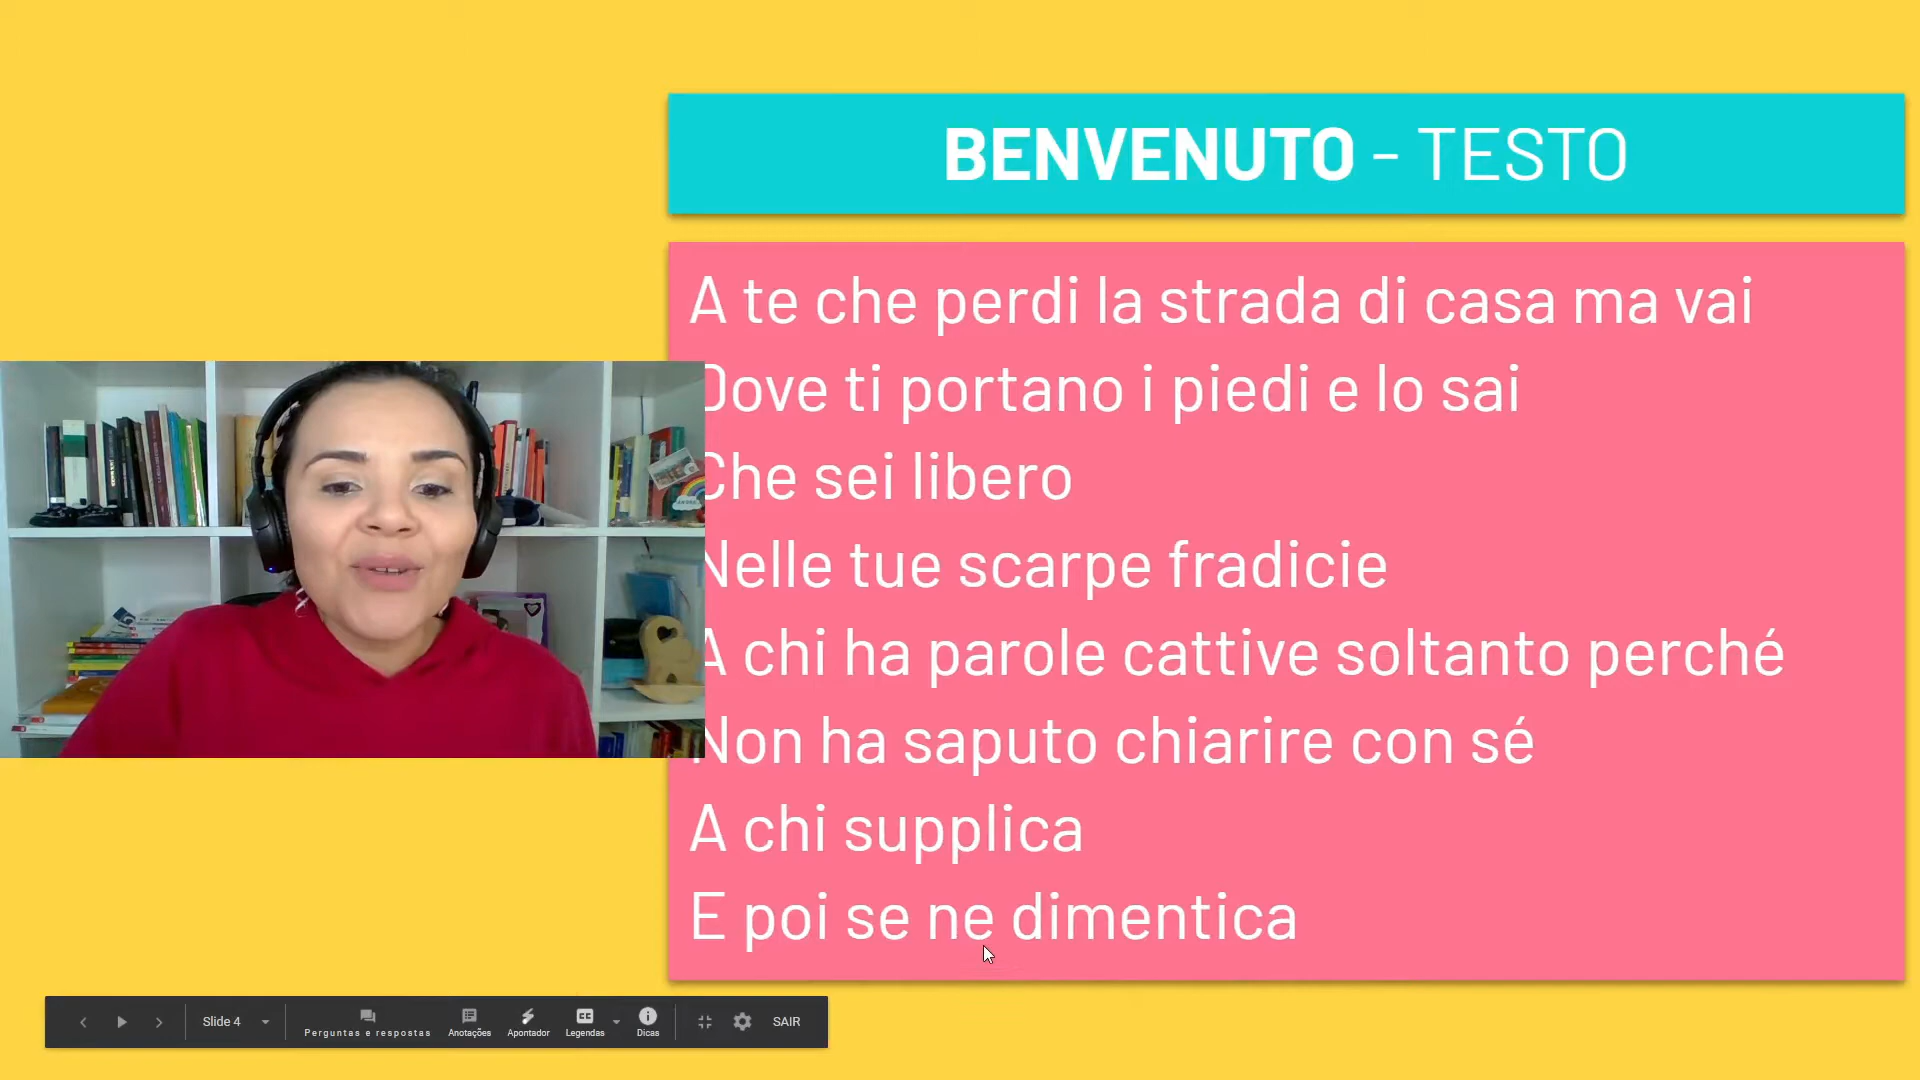 BENVENUTO - TESTO
A te che perdi la strada di casa ma vai
Dove ti portano i piedi e lo sai
Che sei libero
Nelle tue scarpe fradicie
A chi ha parole cattive soltanto perché
Non ha saputo chiarire con sé
A chi supplica
E poi se ne dimentica
Slide 4
Perguntas e respostas
Anotações
Apontador
CC
Legendas
Dicas
SAIR